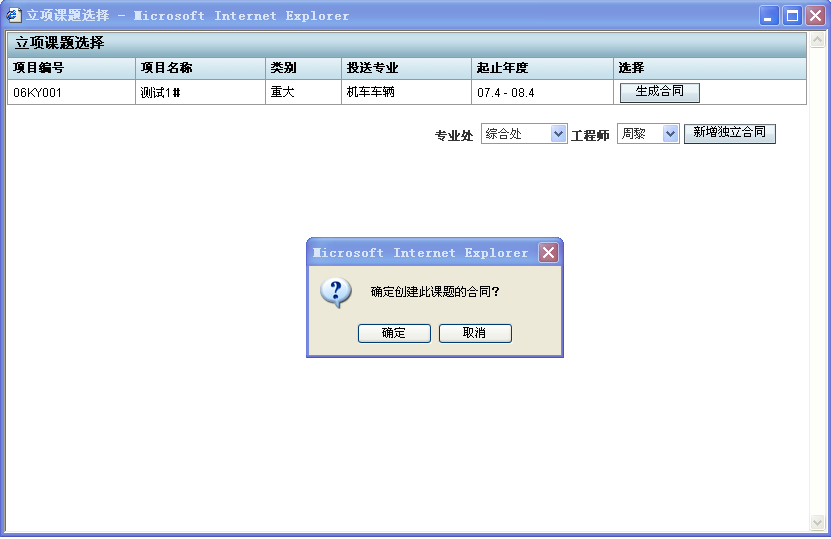 立项课题选择 - Microsoft Internet Explorer
立项课题选择
项目编号 项目名称 类别 投送专业 起止年度 选择
06KY001 测试1# 重大 机车车辆 07.4 - 08.4 生成合同
专业处 综合处 工程师 周黎 新增独立合同
Microsoft Internet Explorer
确定创建此课题的合同?
确定 取消